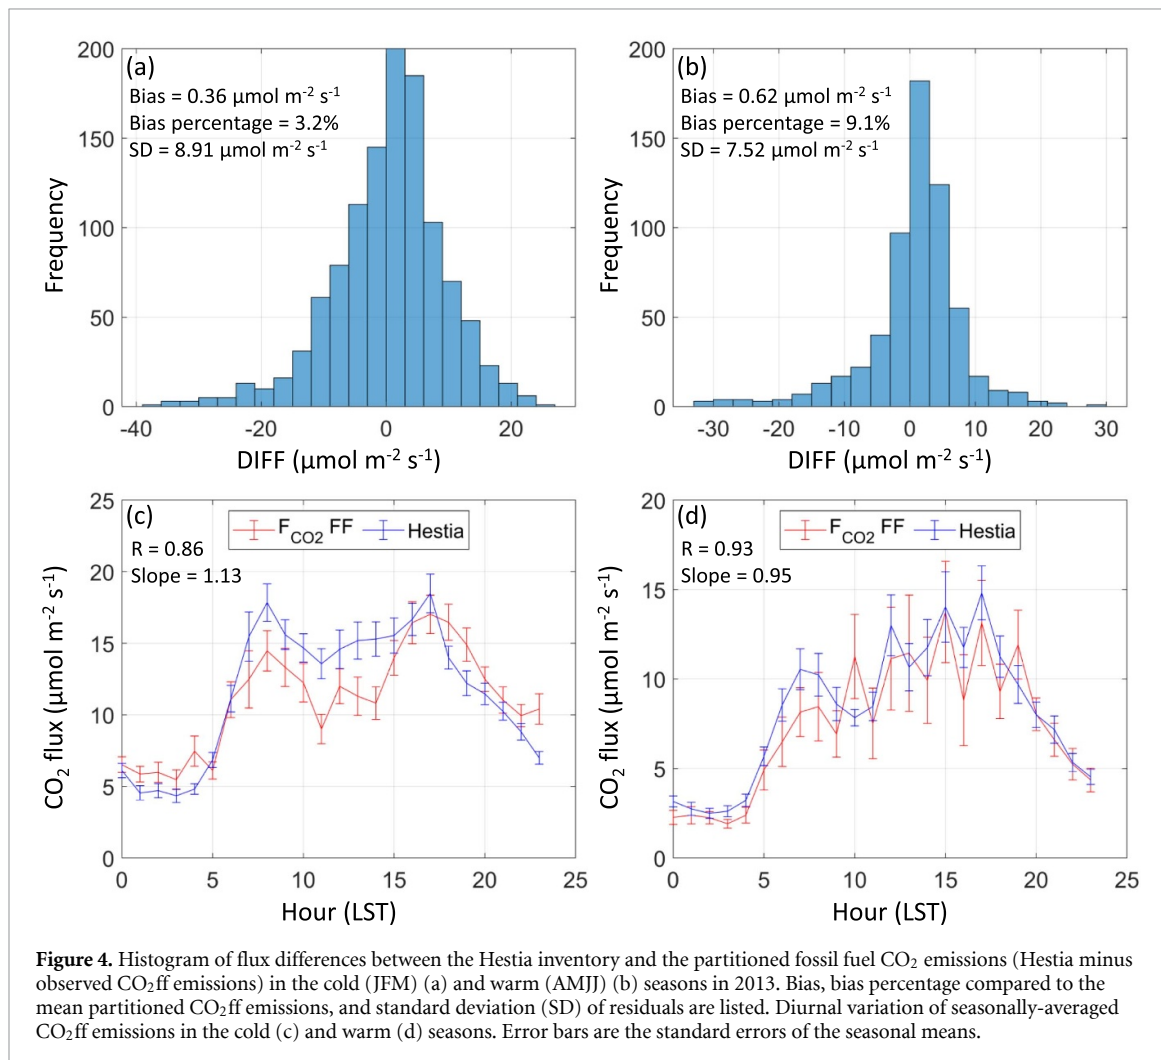 (a)
Bias = 0.36 µmol m-2 s-1
Bias percentage = 3.2%
SD = 8.91 µmol m-2 s-1
200
150
100
50
0
Frequency
-40 -20 0 20
DIFF (µmol m-2 s-1)
(b)
Bias = 0.62 µmol m-2 s-1
Bias percentage = 9.1%
SD = 7.52 µmol m-2 s-1
200
150
100
50
0
Frequency
-30 -20 -10 0 10 20 30
DIFF (µmol m-2 s-1)
(c)
FCO2 FF Hestia
R = 0.86
Slope = 1.13
25
20
15
10
5
0
CO2 flux (µmol m-2 s-1)
0 5 10 15 20 25
Hour (LST)
(d)
FCO2 FF Hestia
R = 0.93
Slope = 0.95
20
15
10
5
0
CO2 flux (µmol m-2 s-1)
0 5 10 15 20 25
Hour (LST)
Figure 4. Histogram of flux differences between the Hestia inventory and the partitioned fossil fuel CO2 emissions (Hestia minus
observed CO2ff emissions) in the cold (JFM) (a) and warm (AMJJ) (b) seasons in 2013. Bias, bias percentage compared to the
mean partitioned CO2ff emissions, and standard deviation (SD) of residuals are listed. Diurnal variation of seasonally-averaged
CO2ff emissions in the cold (c) and warm (d) seasons. Error bars are the standard errors of the seasonal means.